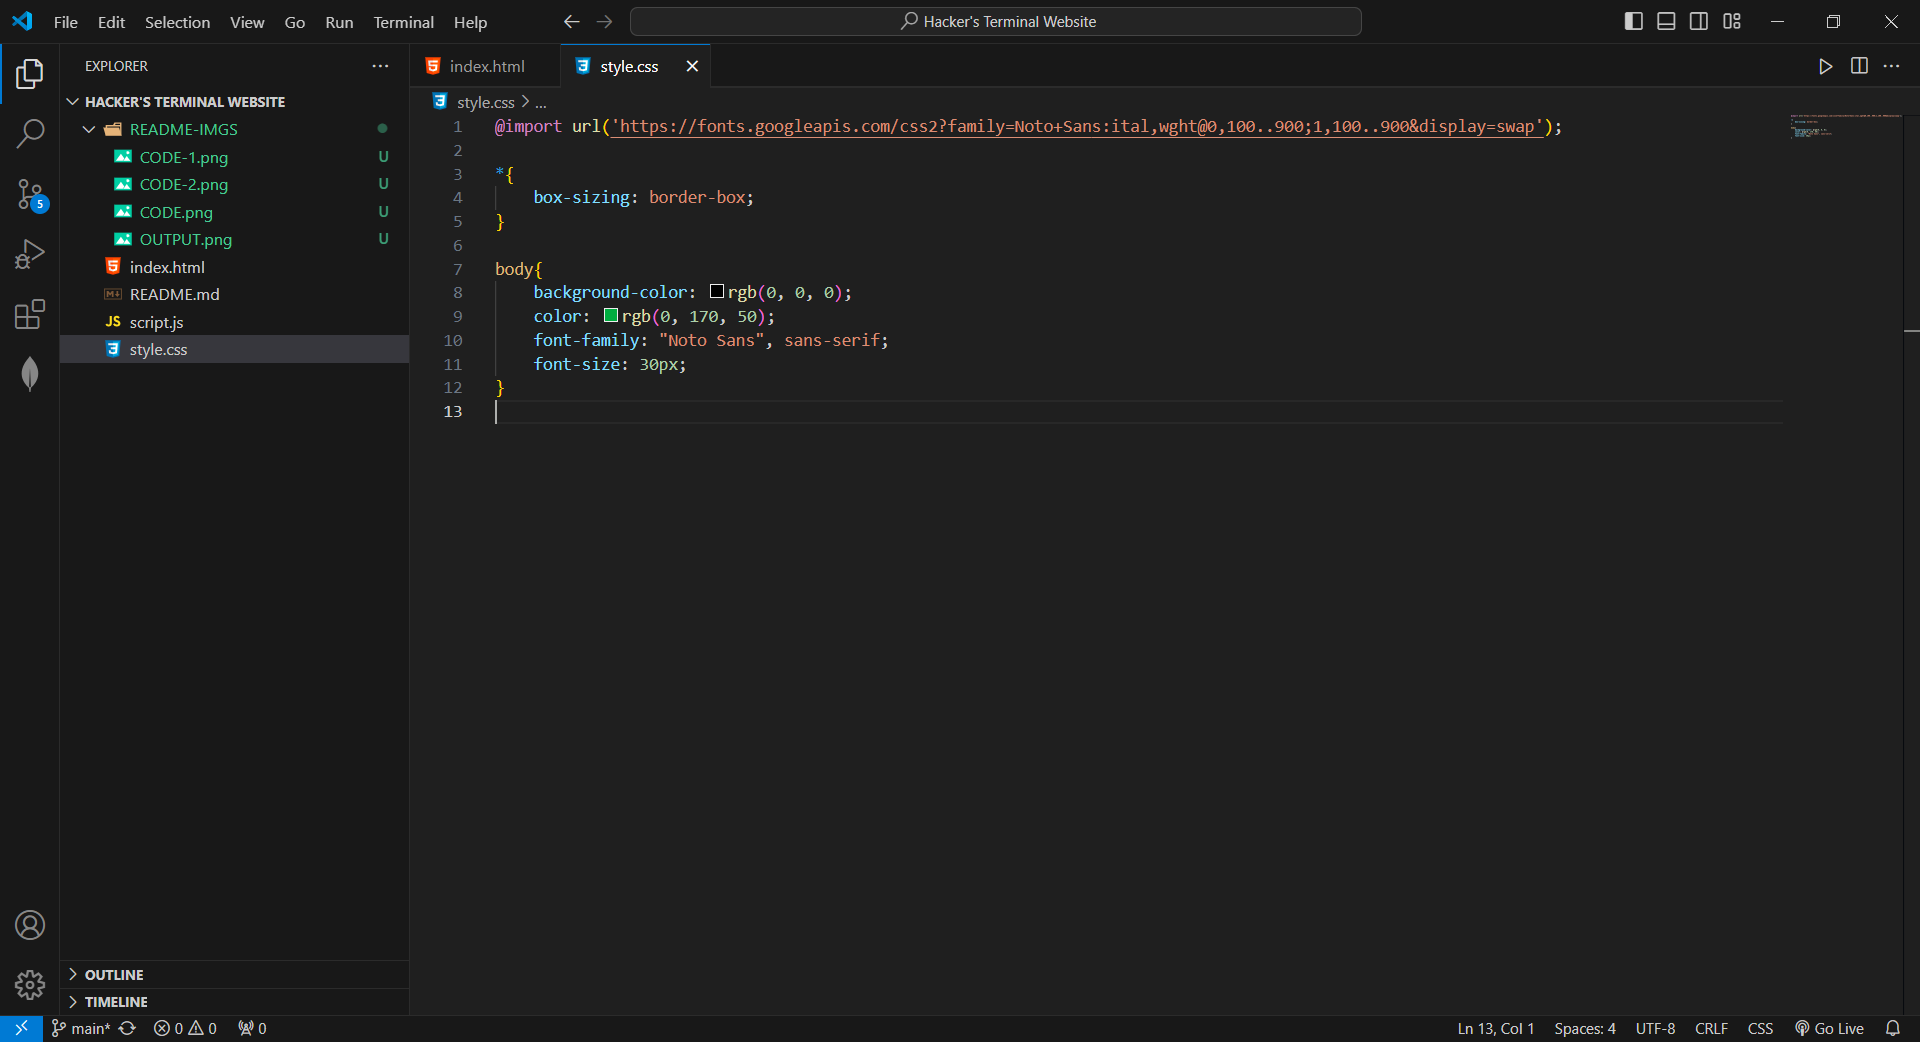 File Edit Selection View Go Run Terminal Help
Hacker's Terminal Website
EXPLORER
HACKER'S TERMINAL WEBSITE
README-IMGS
CODE-1.png U
CODE-2.png U
CODE.png U
OUTPUT.png U
index.html
README.md
JS script.js
style.css
5
OUTLINE
TIMELINE
index.html style.css
style.css > ...
1 @import url('https://fonts.googleapis.com/css2?family=Noto+Sans:ital,wght@0,100..900;1,100..900&display=swap');
2
3 *{
4 box-sizing: border-box;
5 }
6
7 body{
8 background-color: rgb(0, 0, 0);
9 color: rgb(0, 170, 50);
10 font-family: "Noto Sans", sans-serif;
11 font-size: 30px;
12 }
13
main* 0 0 0
Ln 13, Col 1 Spaces: 4 UTF-8 CRLF CSS Go Live